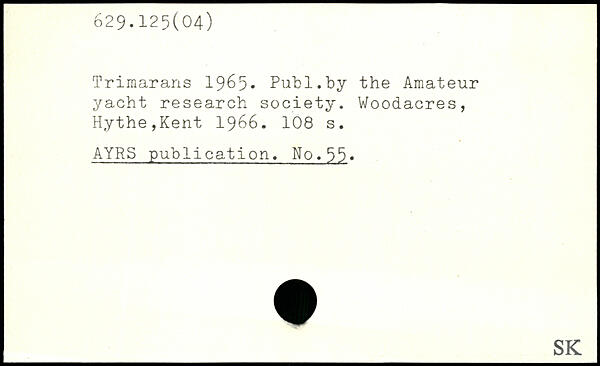 629.125(04)
Trimarans 1965. Publ.by the Amateur
yacht research society. Woodacres,
Hythe,Kent 1966. 108 s.
AYRS publication. No.55.
SK